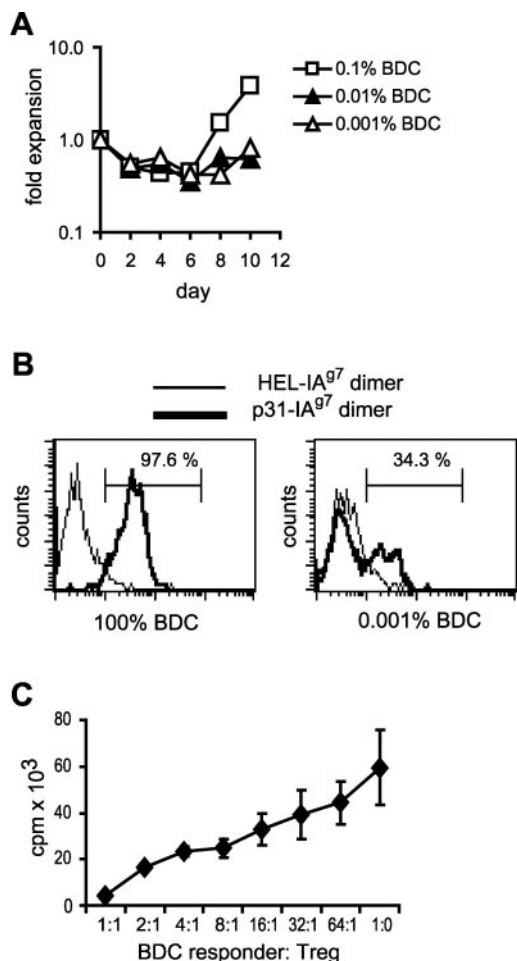 A
10.0
1.0
0.1
fold expansion
0 2 4 6 8 10 12
day
0.1% BDC
0.01% BDC
0.001% BDC
B
HEL-IAg7 dimer
p31-IAg7 dimer
97.6 %
counts
100% BDC
34.3 %
counts
0.001% BDC
C
80
60
40
20
0
cpm x 10³
1:1 2:1 4:1 8:1 16:1 32:1 64:1 1:0
BDC responder: Treg